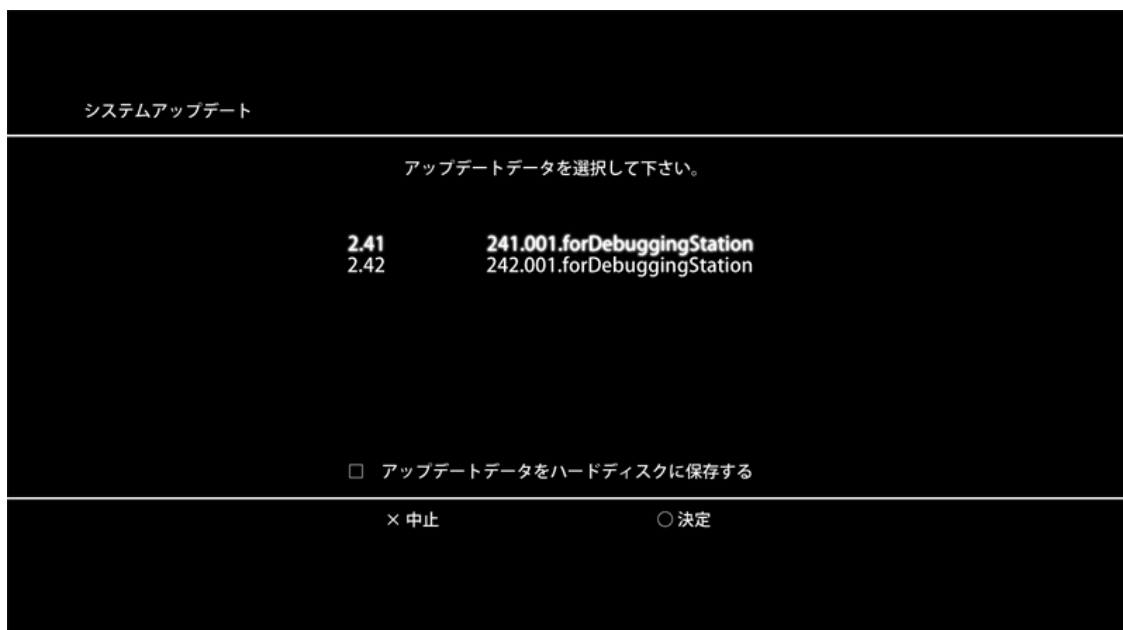 システムアップデート
アップデートデータを選択して下さい。
2.41 241.001.forDebuggingStation
2.42 242.001.forDebuggingStation
□ アップデートデータをハードディスクに保存する
× 中止 ○ 決定